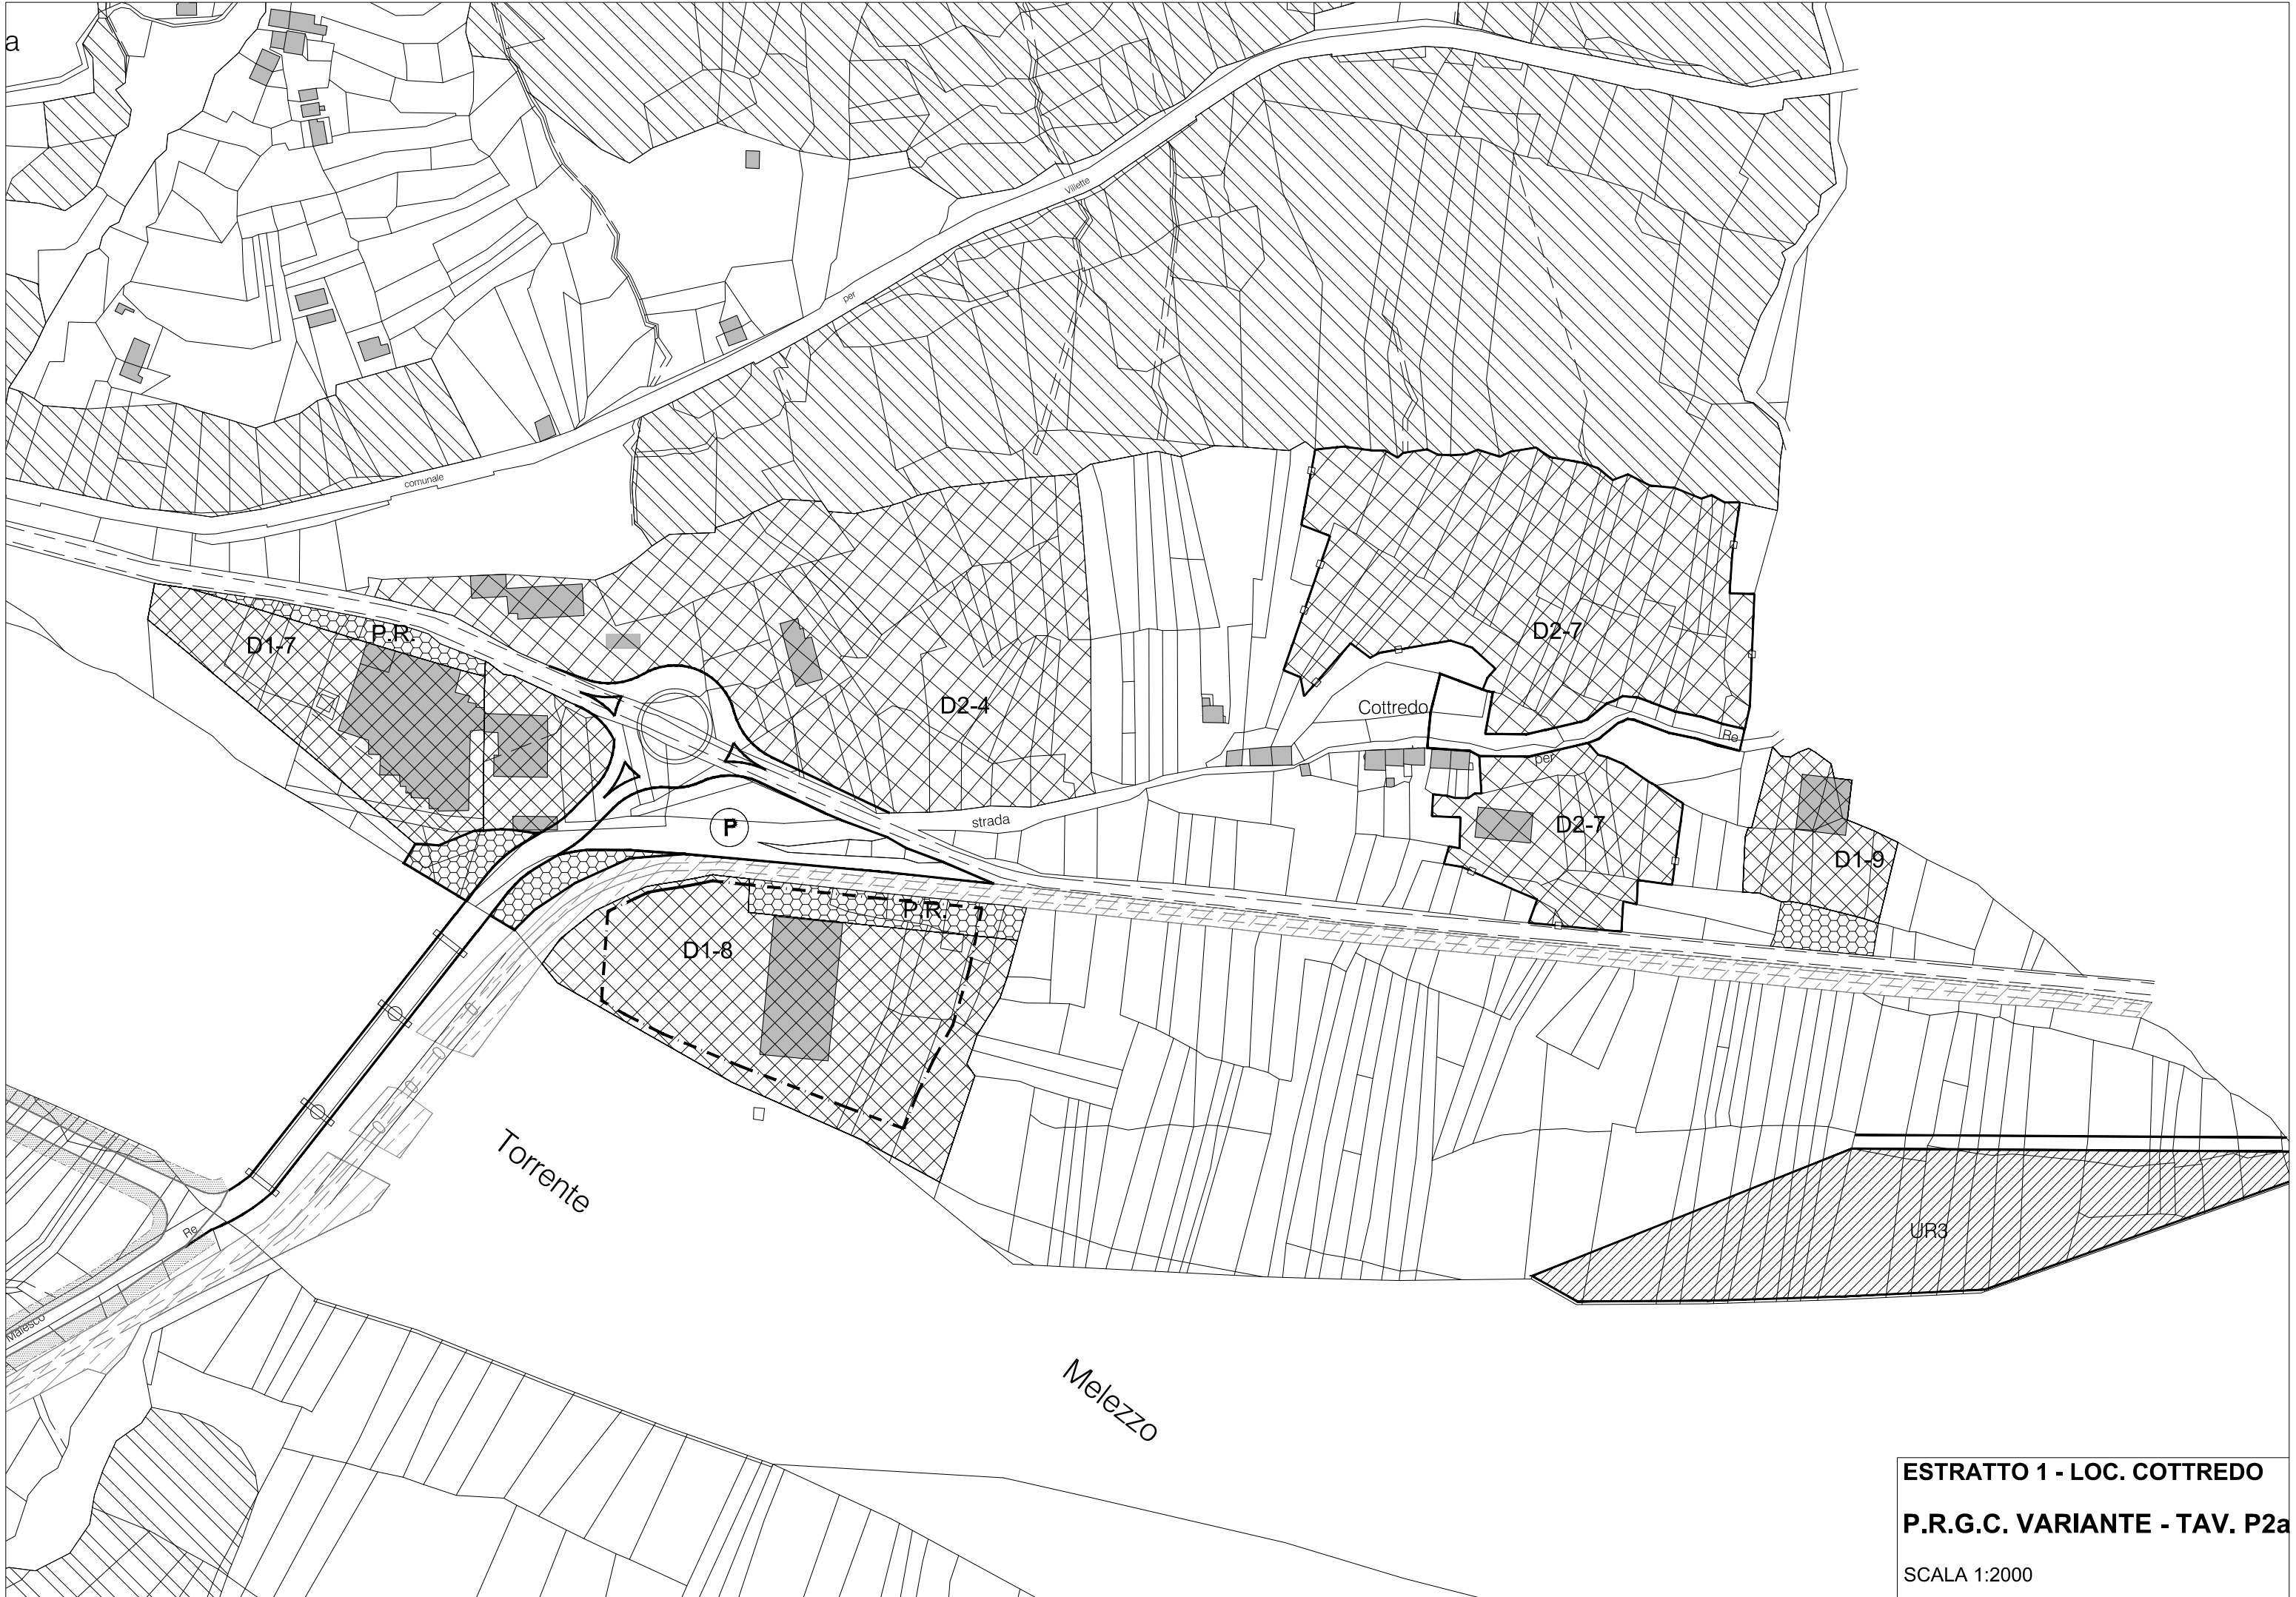 a
Villette
per
comunale
D1-7
P.R.
D2-4
D2-7
Cottredo
Re
per
P
strada
D2-7
D1-9
P.R.
D1-8
Torrente
Re
Malesco
UR3
Melezzo
ESTRATTO 1 - LOC. COTTREDO
P.R.G.C. VARIANTE - TAV. P2a
SCALA 1:2000